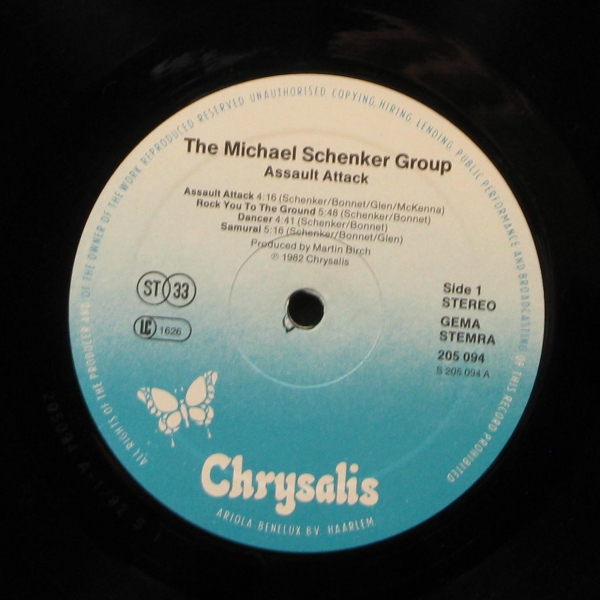 ALL RIGHTS OF THE PRODUCER AND OF THE OWNER OF THE WORK REPRODUCED RESERVED UNAUTHORISED COPYING, HIRING, LENDING, PUBLIC PERFORMANCE AND BROADCASTING OF THIS RECORD PROHIBITED
The Michael Schenker Group
Assault Attack
Assault Attack 4:16 (Schenker/Bonnet/Glen/McKenna)
Rock You To The Ground 5:48 (Schenker/Bonnet)
Dancer 4:41 (Schenker/Bonnet)
Samurai 5:16 (Schenker/Bonnet/Glen)
Produced by Martin Birch
℗ 1982 Chrysalis
ST 33
LC 1626
Side 1
STEREO
GEMA
STEMRA
205 094
S 205 094 A
Chrysalis
ARIOLA BENELUX BV. HAARLEM